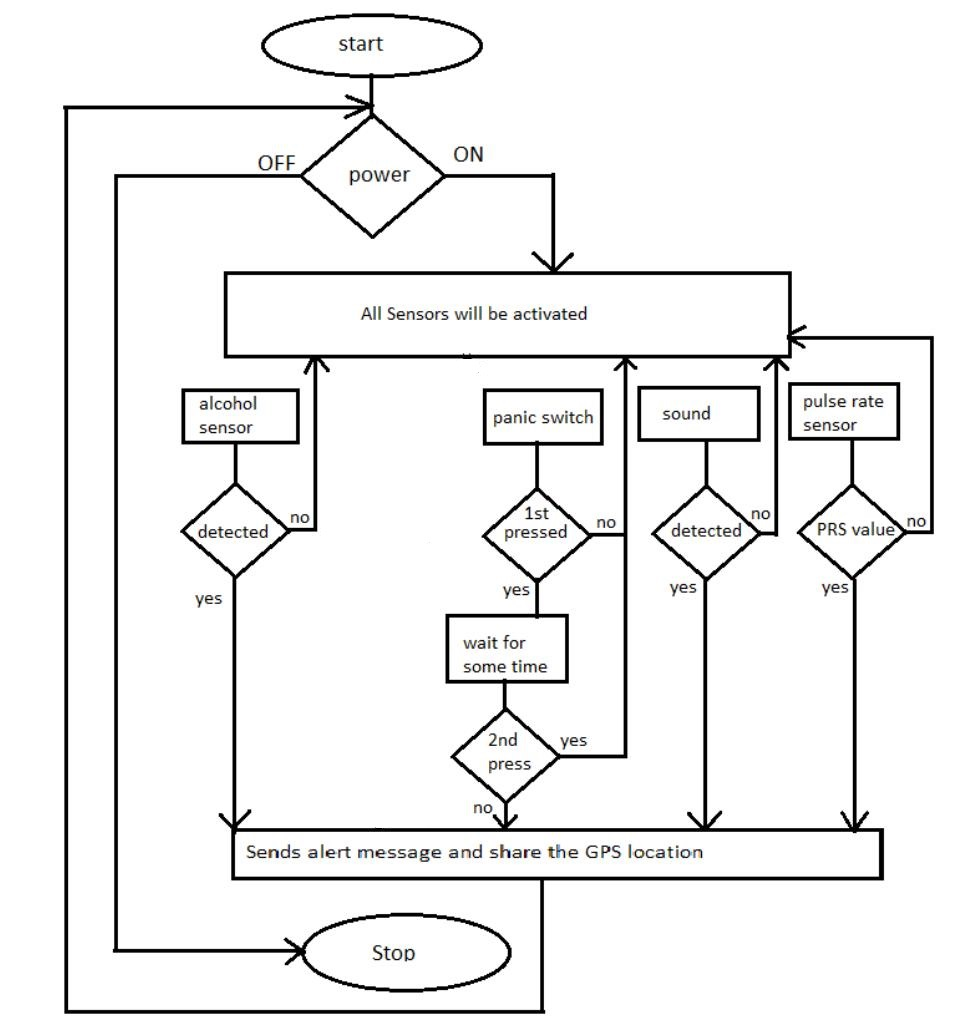 start
OFF
ON
power
All Sensors will be activated
alcohol
sensor
panic switch
sound
pulse rate
sensor
detected
no
1st
pressed
no
detected
no
PRS value
no
yes
yes
yes
yes
wait for
some time
2nd
press
yes
no
Sends alert message and share the GPS location
Stop